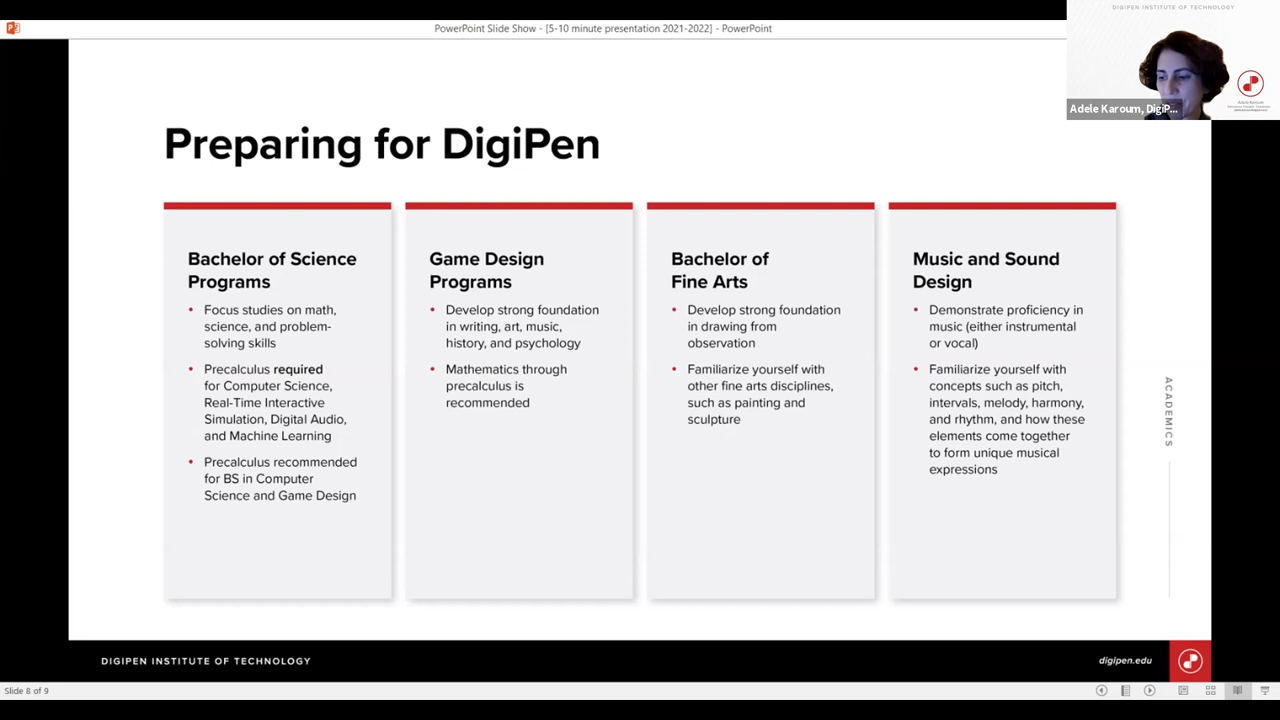 DIGIPEN INSTITUTE OF TECHNOLOGY
PowerPoint Slide Show - [5-10 minute presentation 2021-2022] - PowerPoint
Adele Karoum, DigiP...
Preparing for DigiPen
Bachelor of Science
Programs
• Focus studies on math,
science, and problem-
solving skills
• Precalculus required
for Computer Science,
Real-Time Interactive
Simulation, Digital Audio,
and Machine Learning
• Precalculus recommended
for BS in Computer
Science and Game Design
Game Design
Programs
• Develop strong foundation
in writing, art, music,
history, and psychology
• Mathematics through
precalculus is
recommended
Bachelor of
Fine Arts
• Develop strong foundation
in drawing from
observation
• Familiarize yourself with
other fine arts disciplines,
such as painting and
sculpture
Music and Sound
Design
• Demonstrate proficiency in
music (either instrumental
or vocal)
• Familiarize yourself with
concepts such as pitch,
intervals, melody, harmony,
and rhythm, and how these
elements come together
to form unique musical
expressions
ACADEMICS
DIGIPEN INSTITUTE OF TECHNOLOGY
digipen.edu
Slide 8 of 9